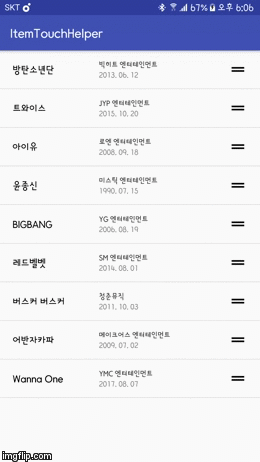 SKT 67% 오후 6:06
ItemTouchHelper
방탄소년단
빅히트 엔터테인먼트
2013. 06. 12
트와이스
JYP 엔터테인먼트
2015. 10. 20
아이유
로엔 엔터테인먼트
2008. 09. 18
윤종신
미스틱 엔터테인먼트
1990. 07. 15
BIGBANG
YG 엔터테인먼트
2006. 08. 19
레드벨벳
SM 엔터테인먼트
2014. 08. 01
버스커 버스커
청춘뮤직
2011. 10. 03
어반자카파
메이크어스 엔터테인먼트
2009. 07. 02
Wanna One
YMC 엔터테인먼트
2017. 08. 07
imgflip.com